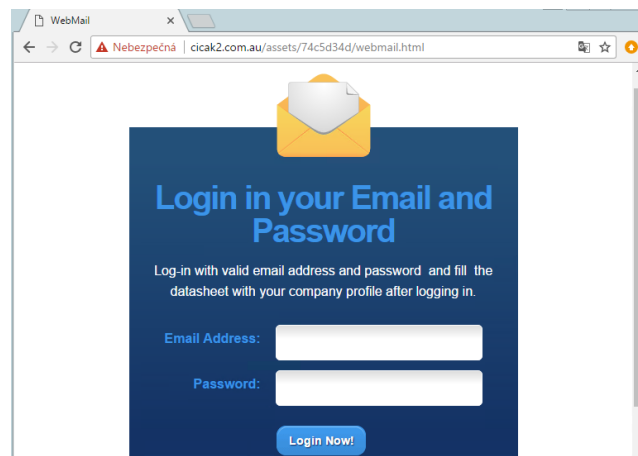 WebMail
Nebezpečná | cicak2.com.au/assets/74c5d34d/webmail.html
Login in your Email and
Password
Log-in with valid email address and password  and fill  the
datasheet with your company profile after logging in.
Email Address:
Password:
Login Now!